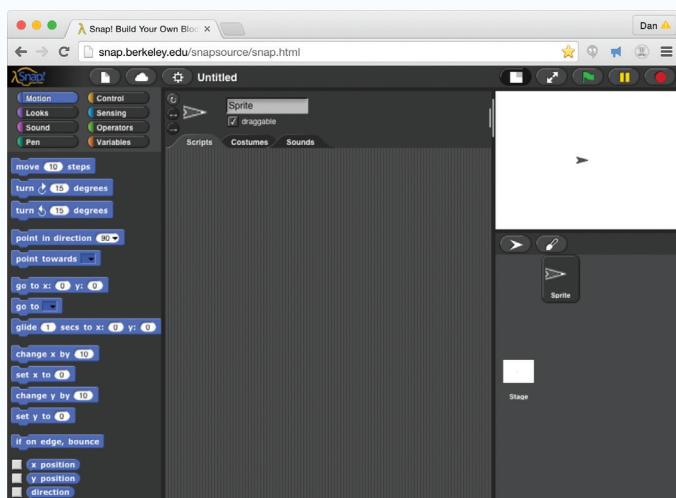 Snap! Build Your Own Bloc
Dan
snap.berkeley.edu/snapsource/snap.html
Snap!
Untitled
Motion
Control
Looks
Sensing
Sound
Operators
Pen
Variables
Sprite
draggable
Scripts
Costumes
Sounds
move 10 steps
turn 15 degrees
turn 15 degrees
point in direction 90
point towards
go to x: 0 y: 0
go to
glide 1 secs to x: 0 y: 0
change x by 10
set x to 0
change y by 10
set y to 0
if on edge, bounce
x position
y position
direction
Sprite
Stage